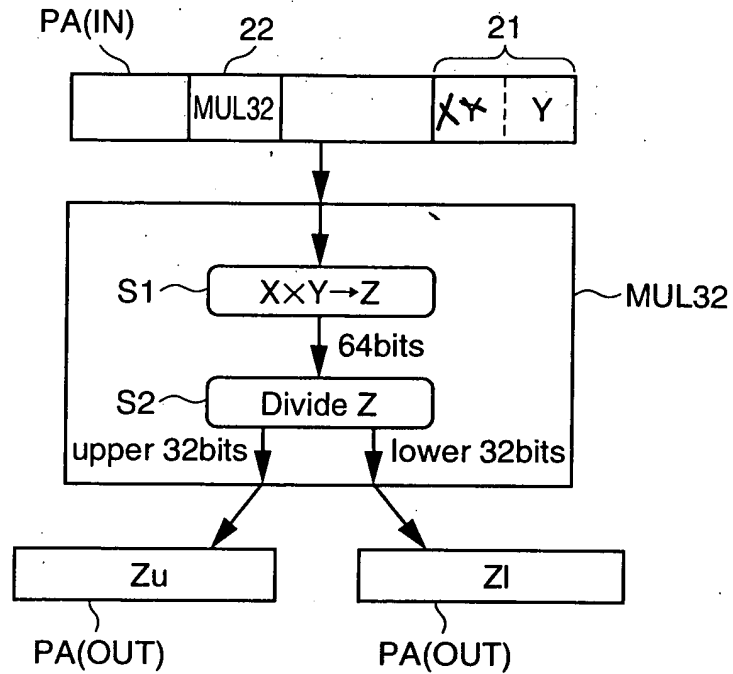 PA(IN) 22 21
MUL32 X Y Y
S1 X×Y→Z MUL32
64bits
S2 Divide Z
upper 32bits lower 32bits
Zu Zl
PA(OUT) PA(OUT)